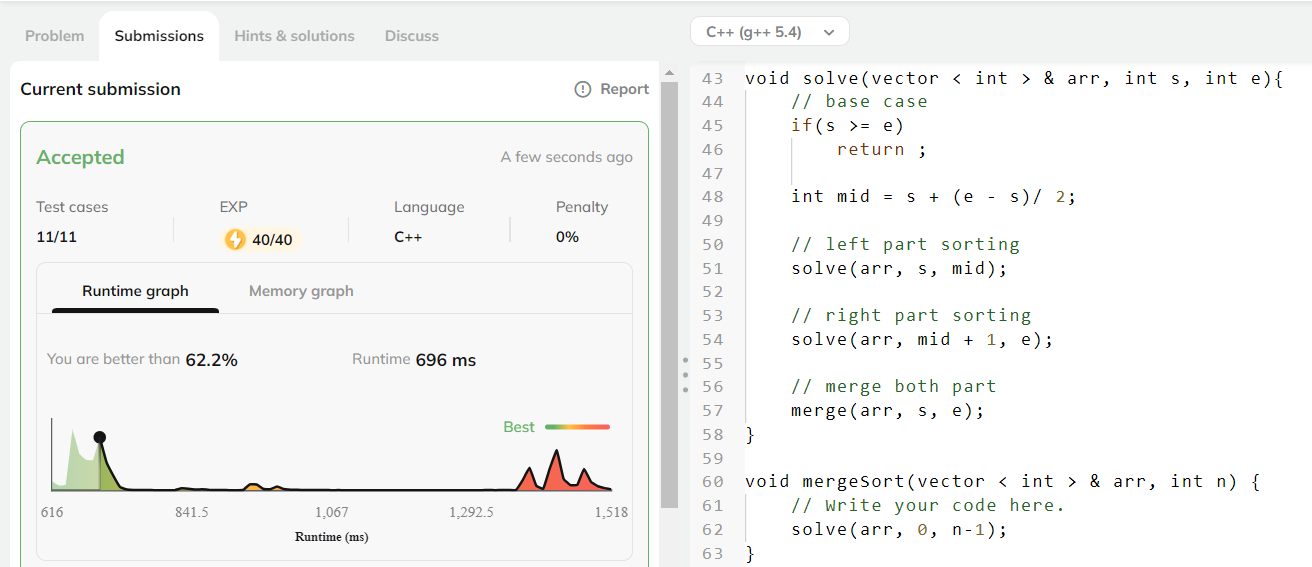 Problem
Submissions
Hints & solutions
Discuss
Current submission
Report
Accepted
A few seconds ago
Test cases
EXP
Language
Penalty
11/11
40/40
C++
0%
Runtime graph
Memory graph
You are better than 62.2%
Runtime 696 ms
Best
616
841.5
1,067
1,292.5
1,518
Runtime (ms)
C++ (g++ 5.4)
43 void solve(vector < int > & arr, int s, int e){
44     // base case
45     if(s >= e)
46         return ;
47
48     int mid = s + (e - s)/ 2;
49
50     // left part sorting
51     solve(arr, s, mid);
52
53     // right part sorting
54     solve(arr, mid + 1, e);
55
56     // merge both part
57     merge(arr, s, e);
58 }
59
60 void mergeSort(vector < int > & arr, int n) {
61     // Write your code here.
62     solve(arr, 0, n-1);
63 }